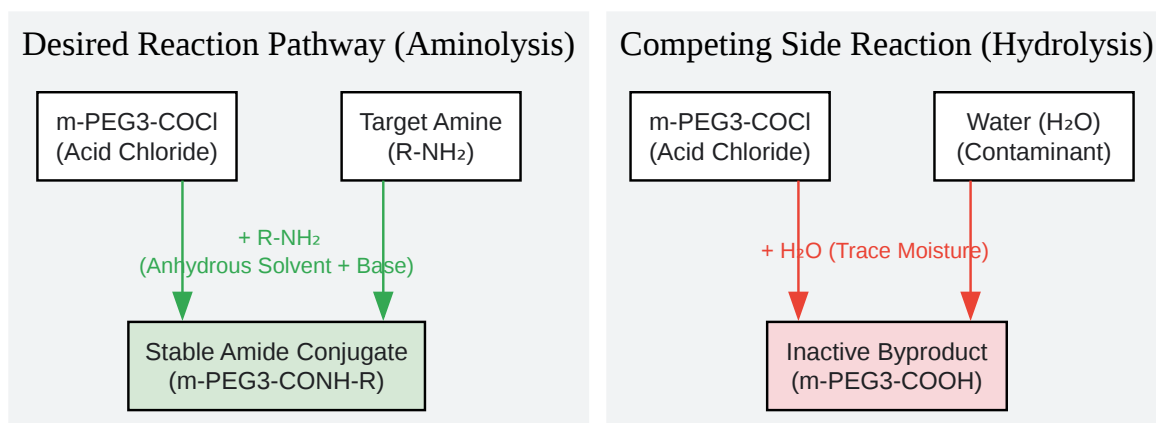 Desired Reaction Pathway (Aminolysis)
m-PEG3-COCl
(Acid Chloride)
Target Amine
(R-NH₂)
+ R-NH₂
(Anhydrous Solvent + Base)
Stable Amide Conjugate
(m-PEG3-CONH-R)
Competing Side Reaction (Hydrolysis)
m-PEG3-COCl
(Acid Chloride)
Water (H₂O)
(Contaminant)
+ H₂O (Trace Moisture)
Inactive Byproduct
(m-PEG3-COOH)